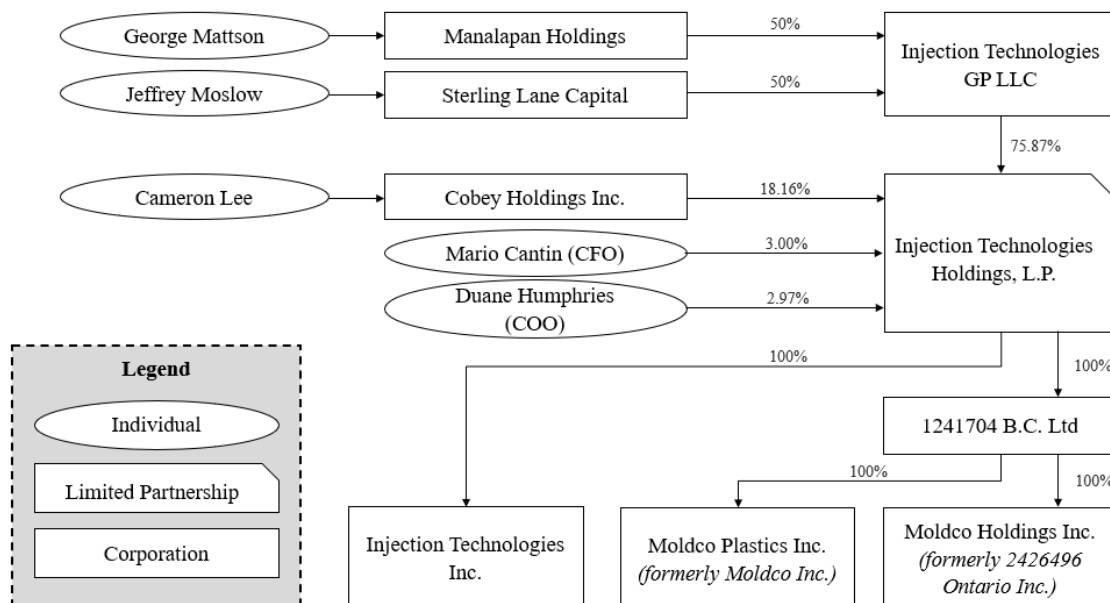 George Mattson
Manalapan Holdings
50%
Injection Technologies
GP LLC
Jeffrey Moslow
Sterling Lane Capital
50%
75.87%
Cameron Lee
Cobey Holdings Inc.
18.16%
Injection Technologies
Holdings, L.P.
Mario Cantin (CFO)
3.00%
Duane Humphries
(COO)
2.97%
100%
100%
1241704 B.C. Ltd
100%
100%
Injection Technologies
Inc.
Moldco Plastics Inc.
(formerly Moldco Inc.)
Moldco Holdings Inc.
(formerly 2426496
Ontario Inc.)
Legend
Individual
Limited Partnership
Corporation